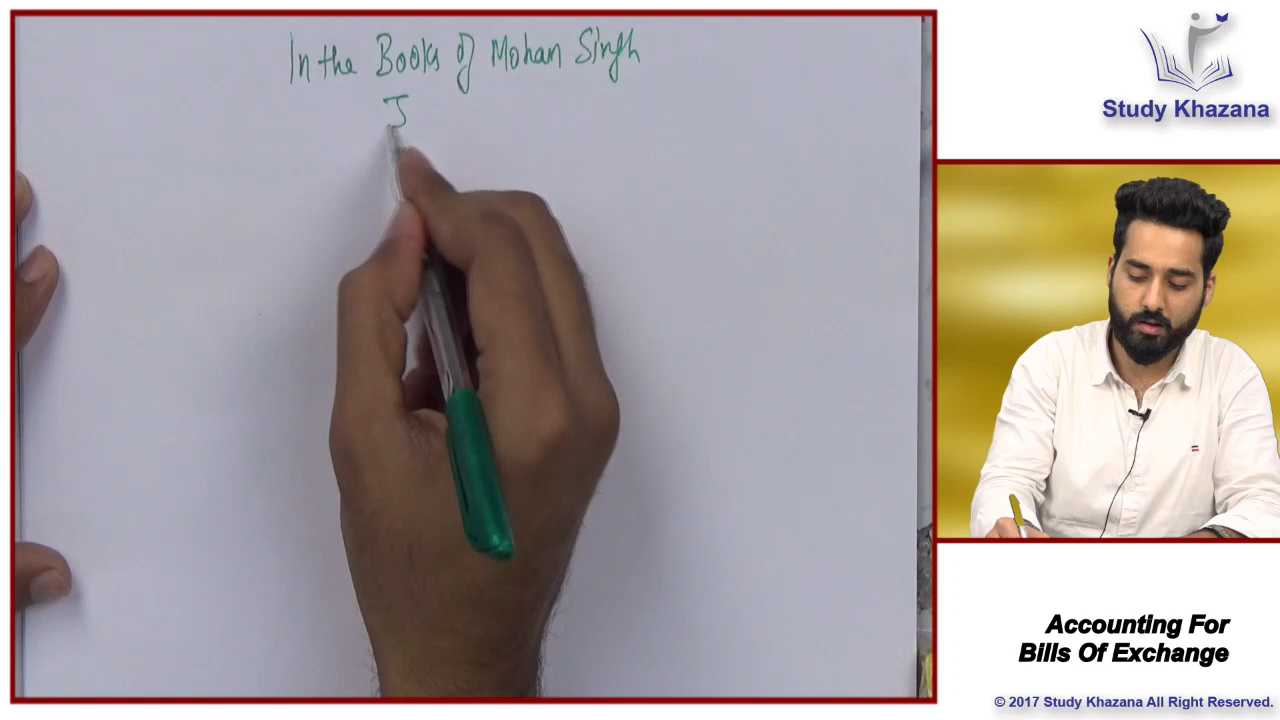 In the Books of Mohan Singh
J
Study Khazana
Accounting For
Bills Of Exchange
© 2017 Study Khazana All Right Reserved.